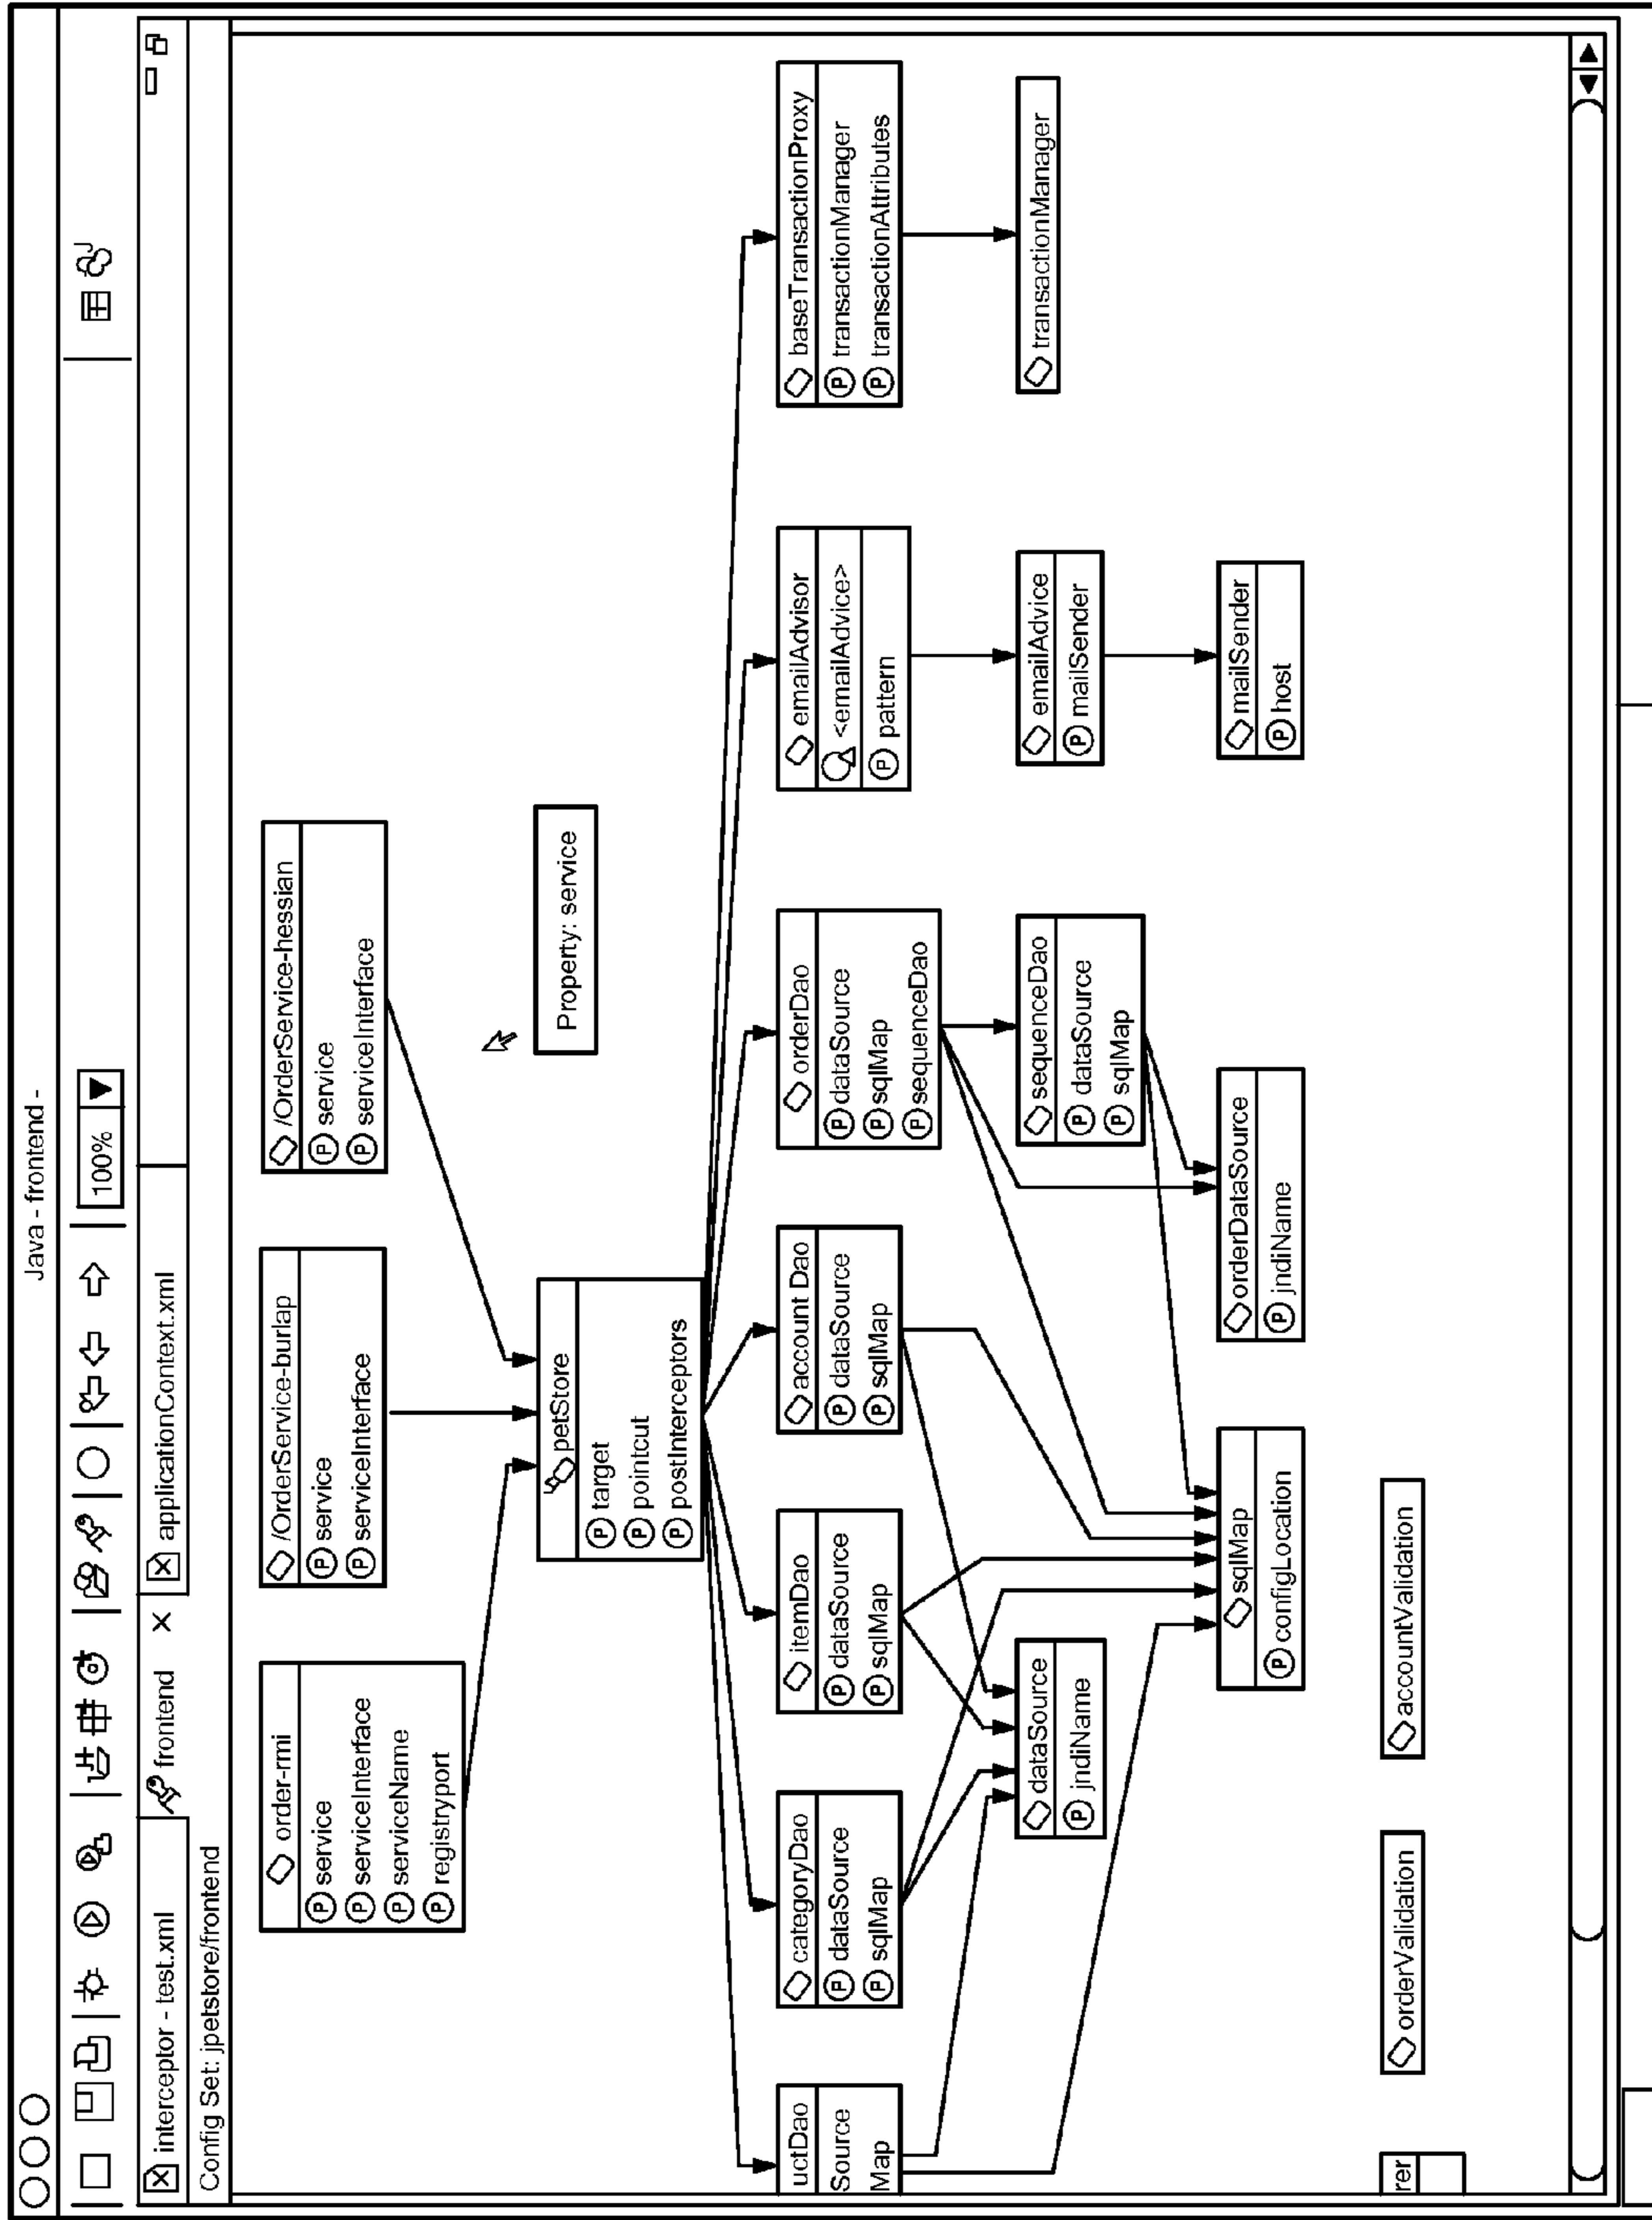 Java - frontend -
100%
interceptor - test.xml
frontend
applicationContext.xml
Config Set: jpetstore/frontend
order-rmi
service
serviceInterface
serviceName
registryport
/OrderService-burlap
service
serviceInterface
/OrderService-hessian
service
serviceInterface
Property: service
petStore
target
pointcut
postInterceptors
uctDao
Source
Map
categoryDao
dataSource
sqlMap
itemDao
dataSource
sqlMap
account Dao
dataSource
sqlMap
orderDao
dataSource
sqlMap
sequenceDao
emailAdvisor
<emailAdvice>
pattern
baseTransactionProxy
transactionManager
transactionAttributes
dataSource
jndiName
sequenceDao
dataSource
sqlMap
emailAdvice
mailSender
transactionManager
sqlMap
configLocation
orderDataSource
jndiName
mailSender
host
rer
orderValidation
accountValidation